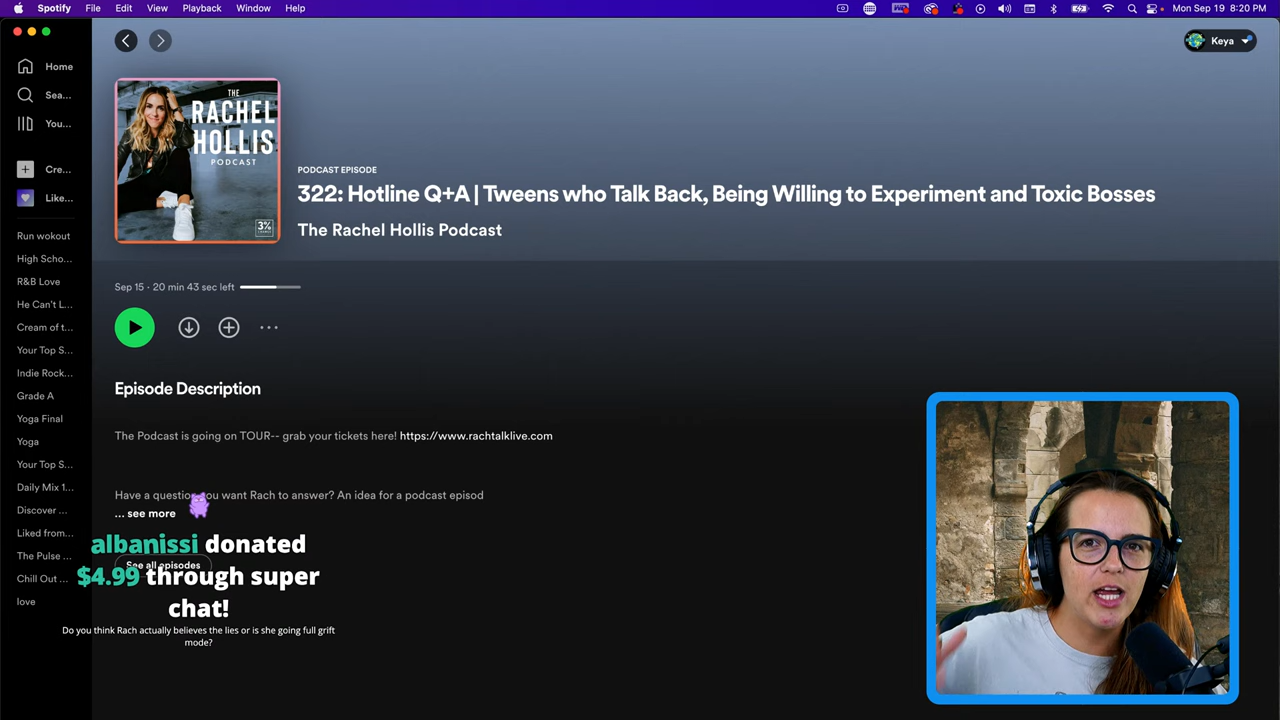 Spotify File Edit View Playback Window Help
Mon Sep 19 8:20 PM
Home
Sea...
You...
Cre...
Like...
Run wokout
High Scho...
R&B Love
He Can't L...
Cream of t...
Your Top S...
Indie Rock...
Grade A
Yoga Final
Yoga
Your Top S...
Daily Mix 1...
Discover ...
Liked from...
The Pulse ...
Chill Out ...
love
Keya
THE
RACHEL
HOLLIS
PODCAST
3%
PODCAST EPISODE
322: Hotline Q+A | Tweens who Talk Back, Being Willing to Experiment and Toxic Bosses
The Rachel Hollis Podcast
Sep 15 · 20 min 43 sec left
Episode Description
The Podcast is going on TOUR-- grab your tickets here! https://www.rachtalklive.com
Have a question you want Rach to answer? An idea for a podcast episod
... see more
See all episodes
albanissi donated
$4.99 through super
chat!
Do you think Rach actually believes the lies or is she going full grift
mode?